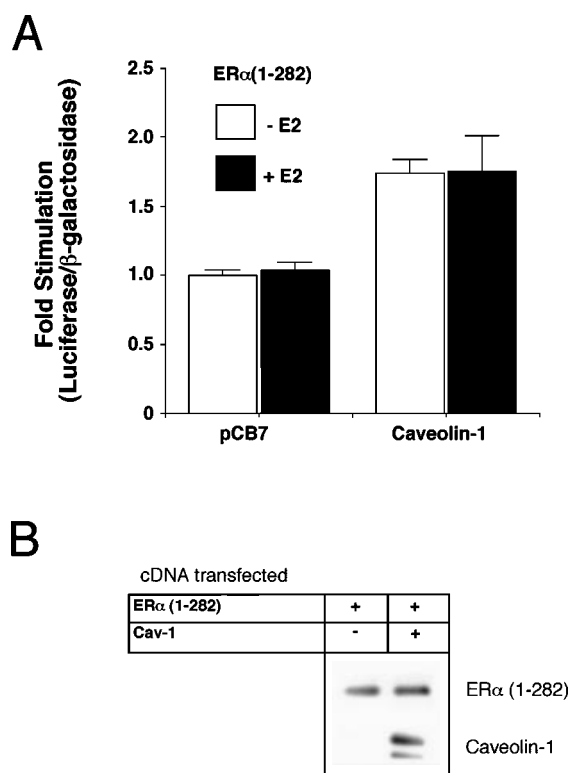 A
ERα(1-282)
- E2
+ E2
Fold Stimulation
(Luciferase/β-galactosidase)
2.5
2.0
1.5
1.0
0.5
0
pCB7
Caveolin-1
B
cDNA transfected
ERα (1-282) + +
Cav-1 - +
ERα (1-282)
Caveolin-1